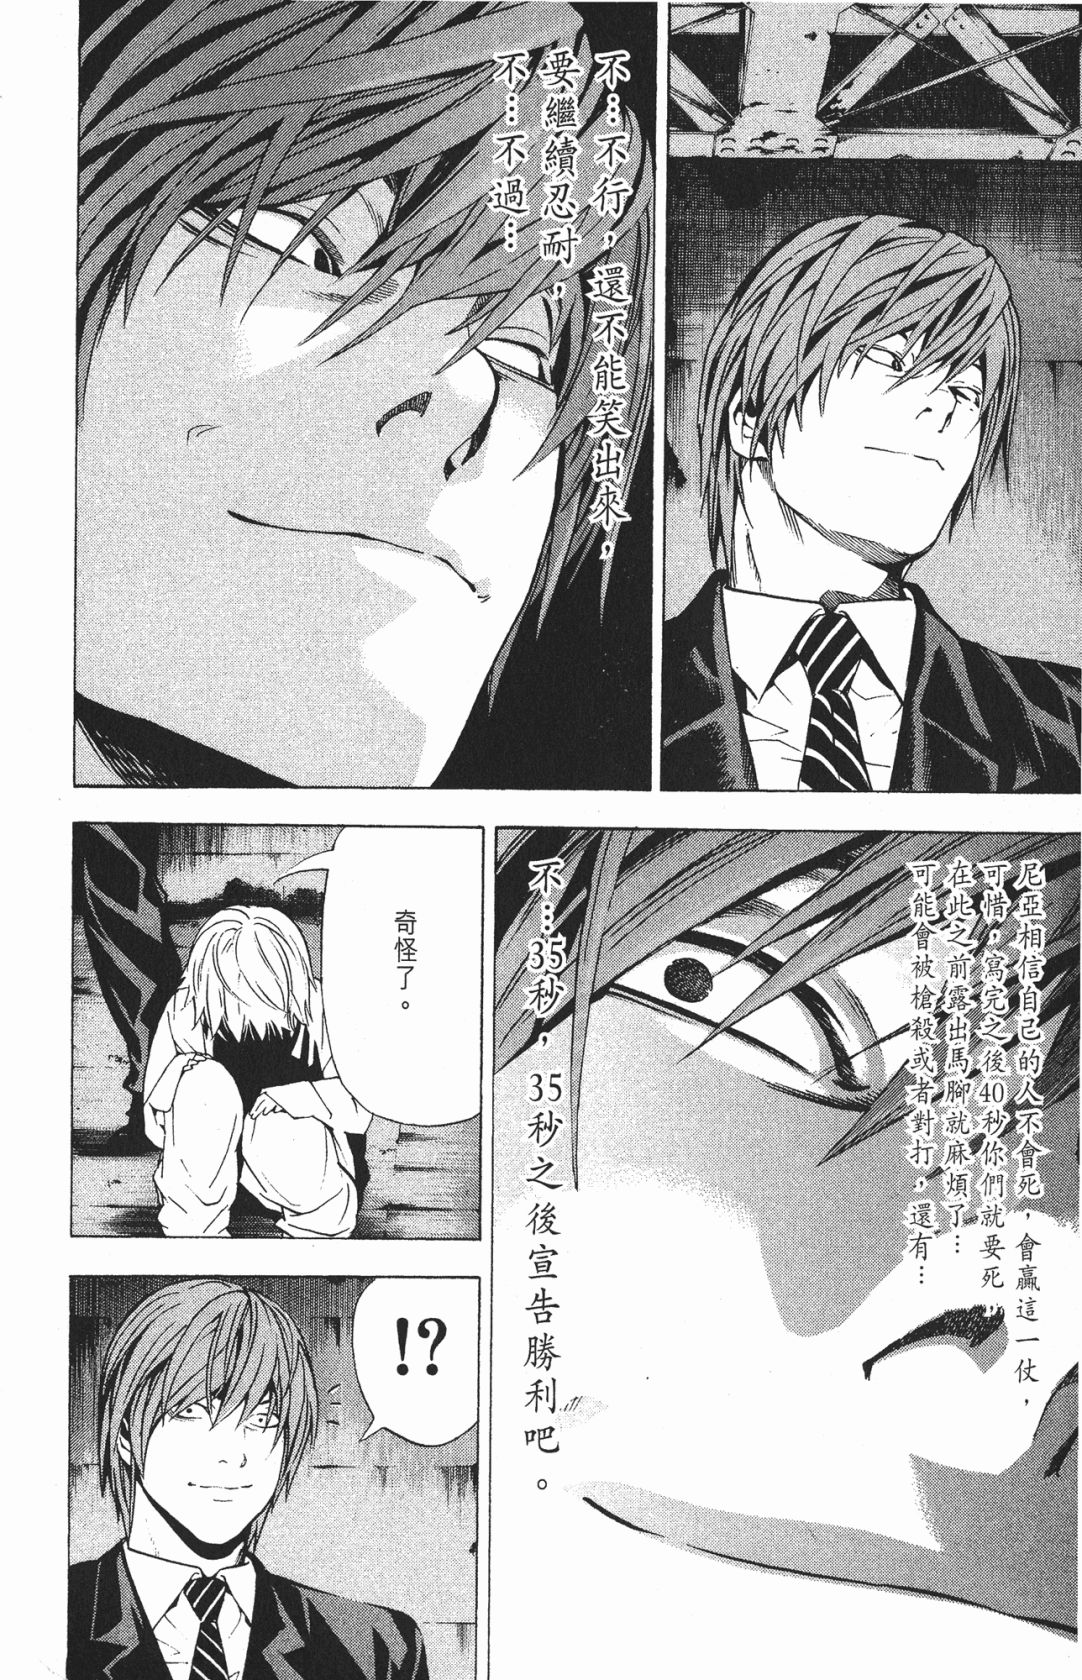 不…不行，還不能笑出來，
要繼續忍耐，
不…不過…
尼亞相信自己的人不會死，會贏這一仗，
可惜，寫完之後40秒你們就要死，
在此之前露出馬腳就麻煩了…
可能會被槍殺或者對打，還有…
不…35秒，35秒之後宣告勝利吧。
奇怪了。
!?